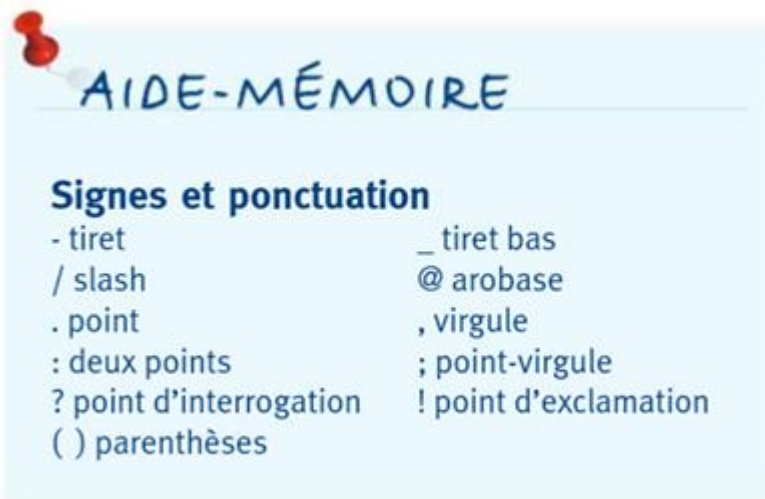 AIDE-MÉMOIRE
Signes et ponctuation
- tiret _ tiret bas
/ slash @ arobase
. point , virgule
: deux points ; point-virgule
? point d'interrogation ! point d'exclamation
( ) parenthèses